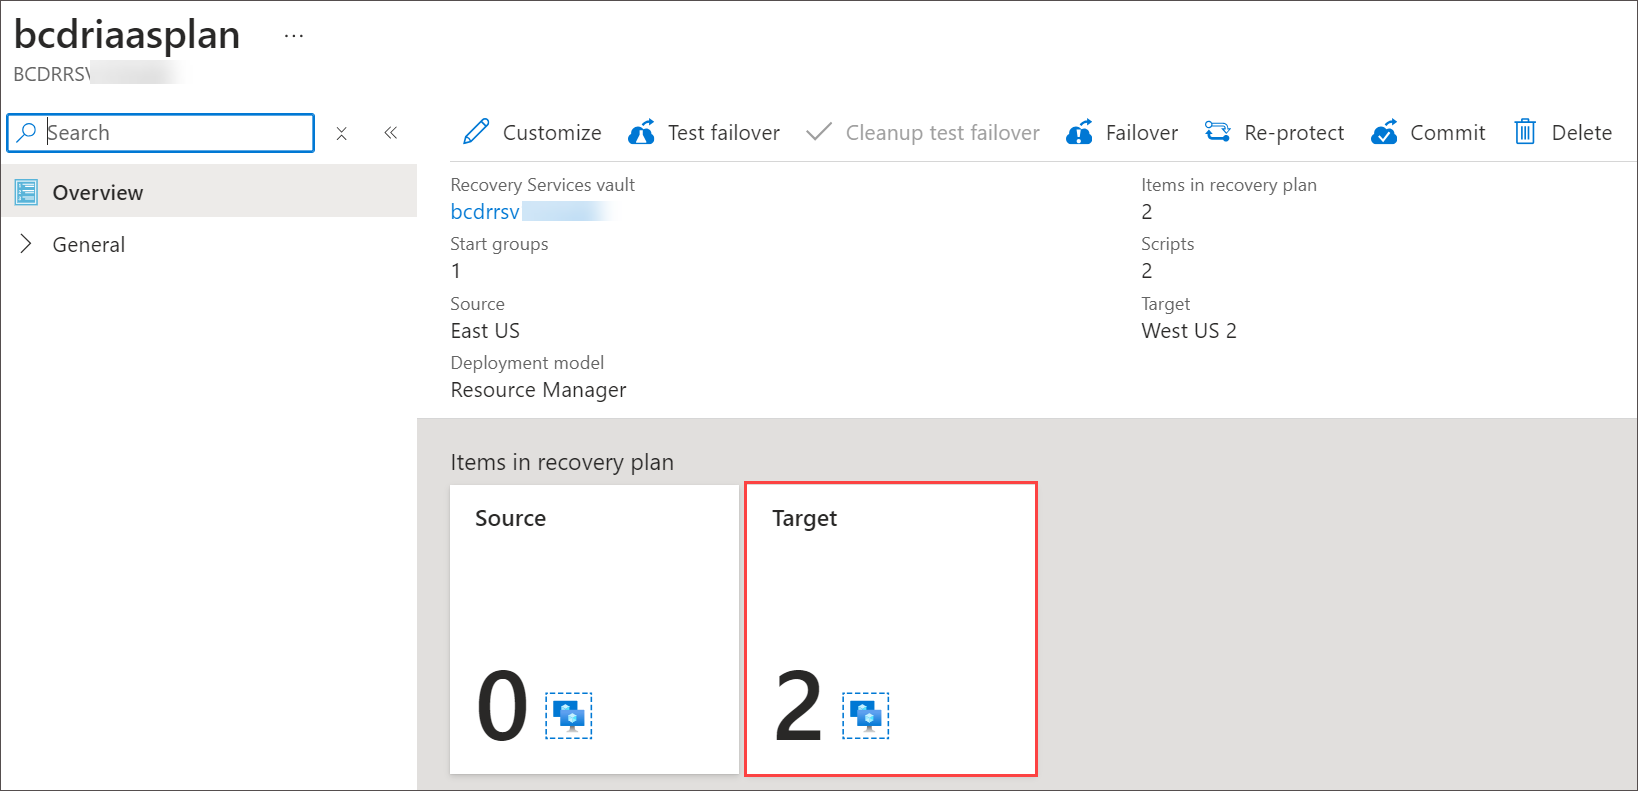 bcdriaasplan ...
BCDRRSV
Search
Customize Test failover Cleanup test failover Failover Re-protect Commit Delete
Overview
General
Recovery Services vault
bcdrrsv
Start groups
1
Source
East US
Deployment model
Resource Manager
Items in recovery plan
2
Scripts
2
Target
West US 2
Items in recovery plan
Source
0
Target
2